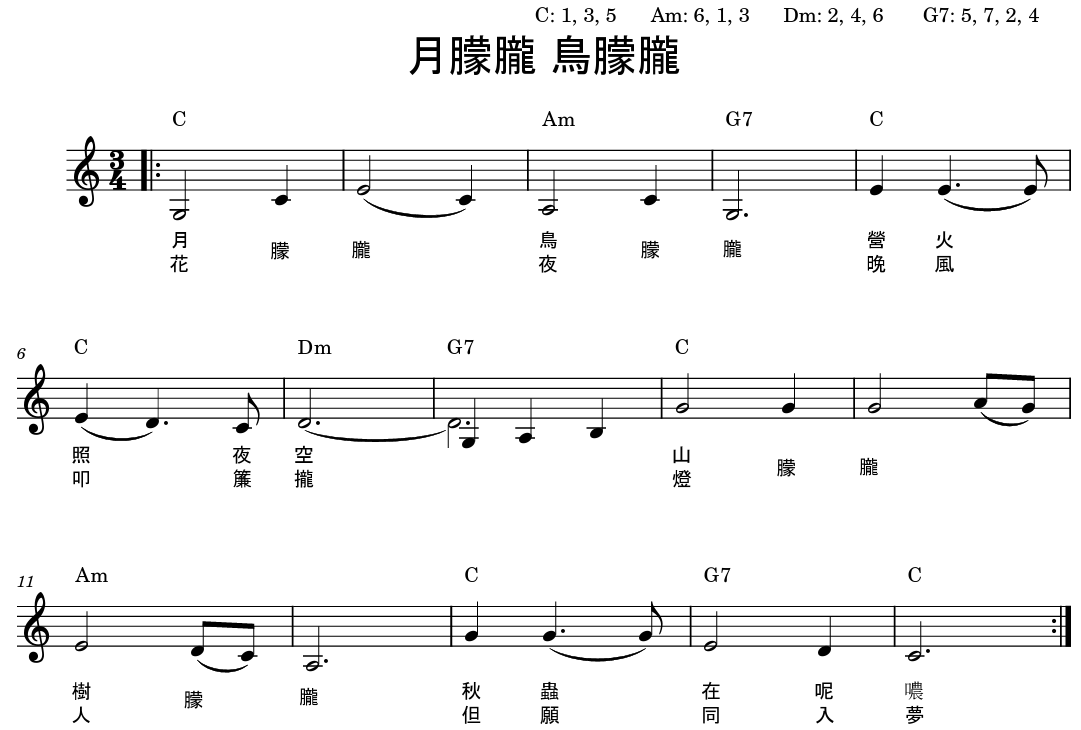 C: 1, 3, 5 Am: 6, 1, 3 Dm: 2, 4, 6 G7: 5, 7, 2, 4
月朦朧 鳥朦朧
C Am G7 C
3
4
月 朦 朧 鳥 朦 朧 營 火
花 夜 晚 風
6
C Dm G7 C
照 夜 空 山 朦 朧
叩 簾 攏 燈
11
Am C G7 C
樹 朦 朧 秋 蟲 在 呢 噥
人 但 願 同 入 夢